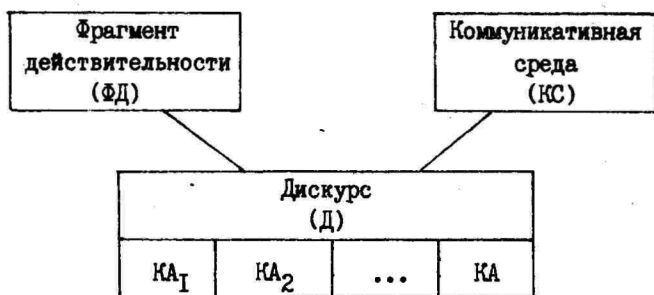 Фрагмент
действительности
(ФД)
Коммуникативная
среда
(КС)
Дискурс
(Д)
КА₁ КА₂ ... КА